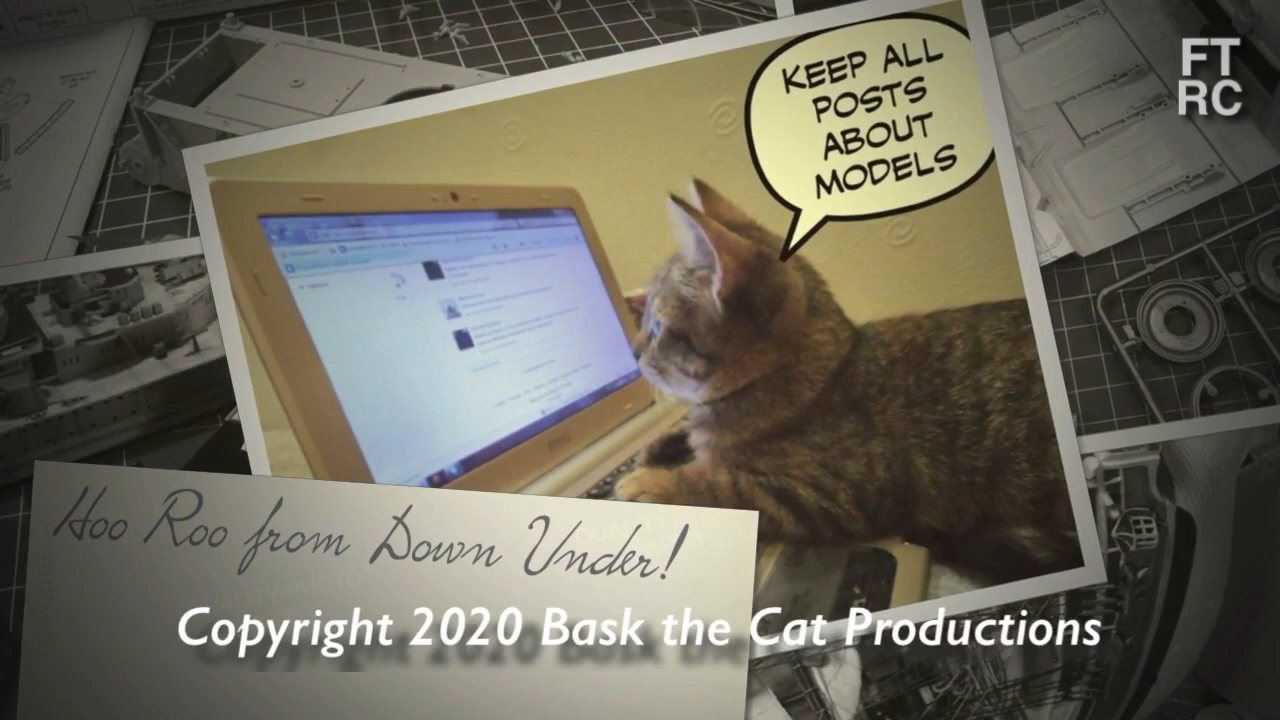 FT
RC
KEEP ALL
POSTS
ABOUT
MODELS
Hoo Roo from Down Under!
Copyright 2020 Bask the Cat Productions